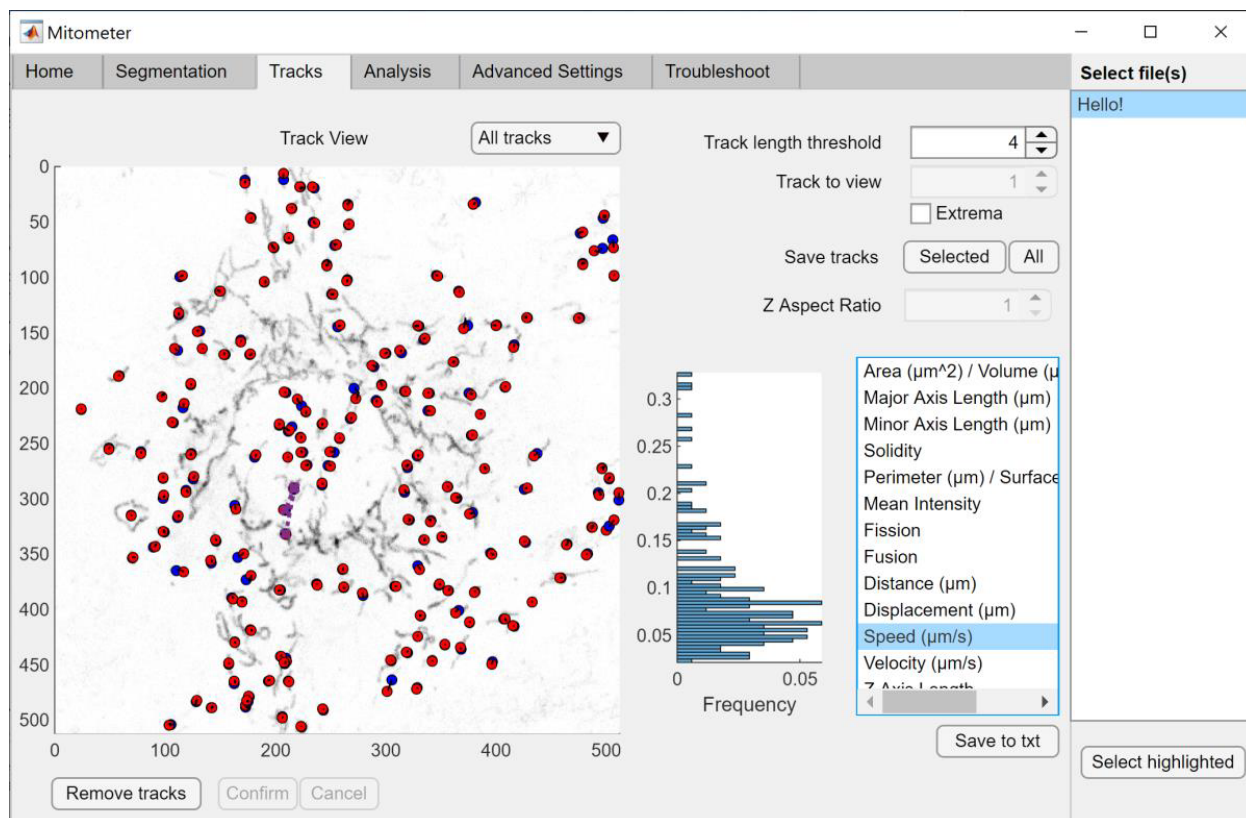 Mitometer
Home Segmentation Tracks Analysis Advanced Settings Troubleshoot
Select file(s)
Hello!
Track View All tracks
Track length threshold 4
Track to view 1
Extrema
Save tracks Selected All
Z Aspect Ratio 1
0
50
100
150
200
250
300
350
400
450
500
0 100 200 300 400 500
0.3
0.25
0.2
0.15
0.1
0.05
0 0.05
Frequency
Area (μm^2) / Volume (μ
Major Axis Length (μm)
Minor Axis Length (μm)
Solidity
Perimeter (μm) / Surface
Mean Intensity
Fission
Fusion
Distance (μm)
Displacement (μm)
Speed (μm/s)
Velocity (μm/s)
Z Axis Length
Save to txt
Select highlighted
Remove tracks Confirm Cancel